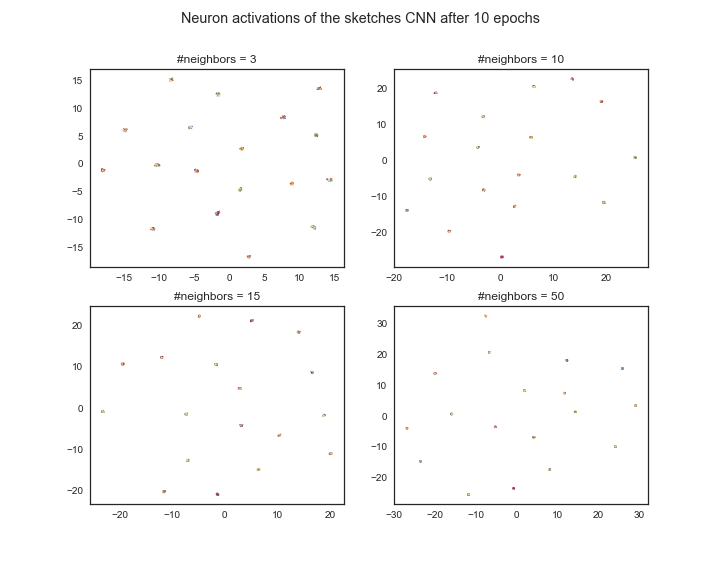 Neuron activations of the sketches CNN after 10 epochs
#neighbors = 3
15
10
5
0
−5
−10
−15
−15 −10 −5 0 5 10 15
#neighbors = 10
20
10
0
−10
−20
−20 −10 0 10 20
#neighbors = 15
20
10
0
−10
−20
−20 −10 0 10 20
#neighbors = 50
30
20
10
0
−10
−20
−30 −20 −10 0 10 20 30